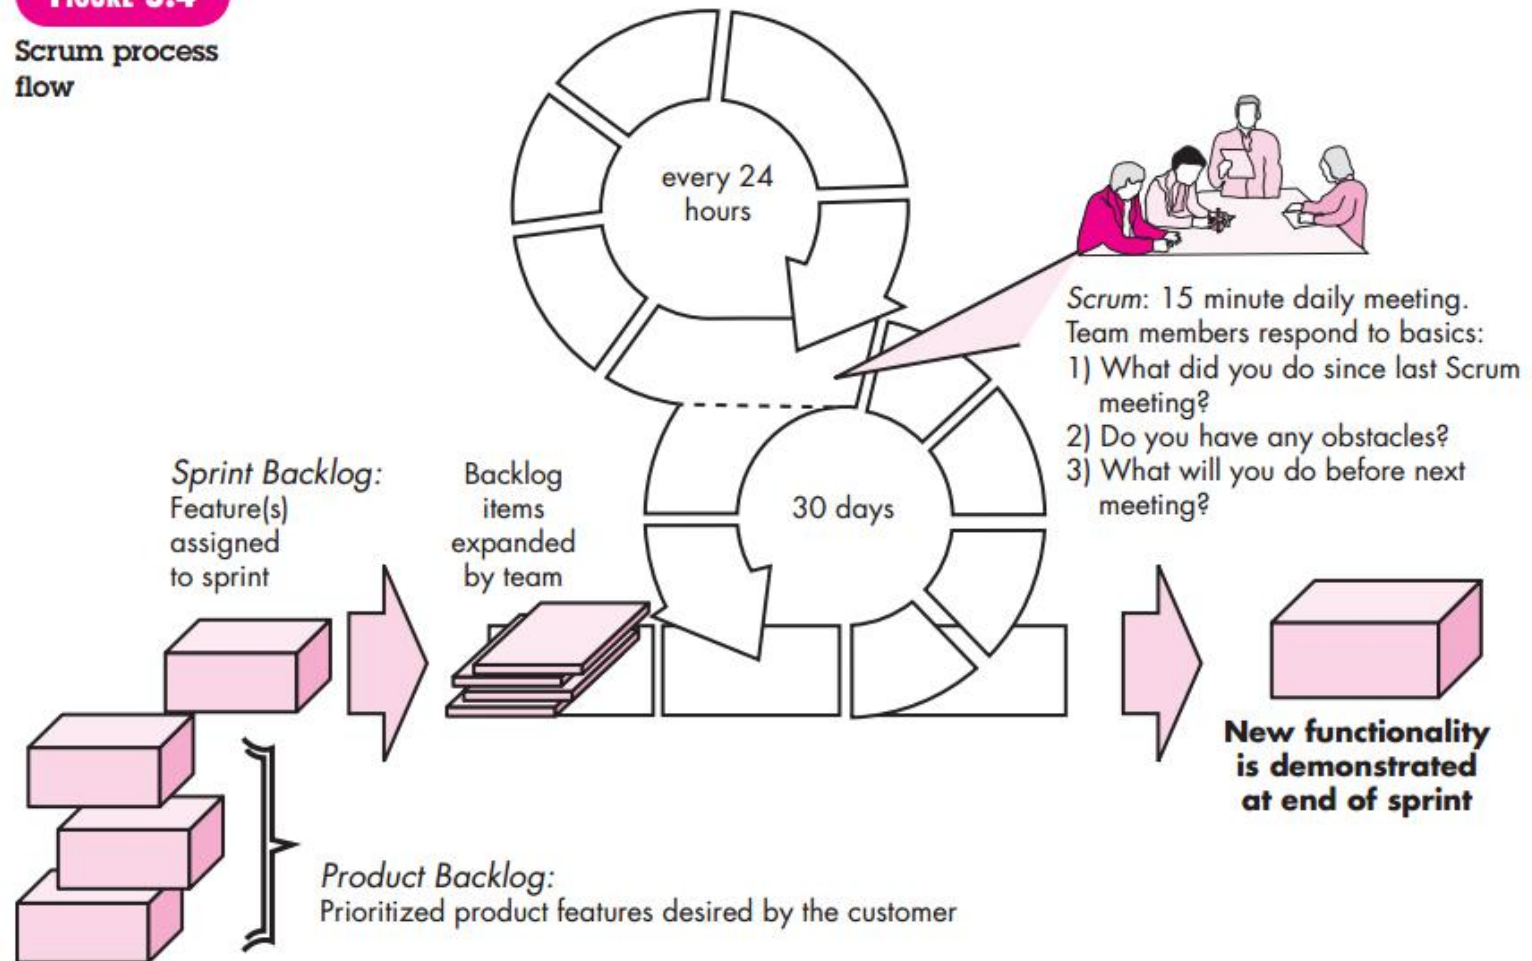 Scrum process
flow
every 24
hours
Scrum: 15 minute daily meeting.
Team members respond to basics:
1) What did you do since last Scrum
meeting?
2) Do you have any obstacles?
3) What will you do before next
meeting?
Sprint Backlog:
Feature(s)
assigned
to sprint
Backlog
items
expanded
by team
30 days
New functionality
is demonstrated
at end of sprint
Product Backlog:
Prioritized product features desired by the customer